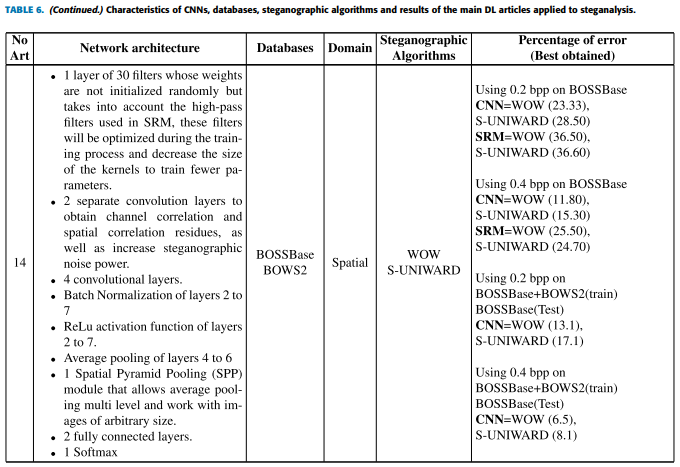 TABLE 6. (Continued.) Characteristics of CNNs, databases, steganographic algorithms and results of the main DL articles applied to steganalysis.
No Art
Network architecture
Databases
Domain
Steganographic
Algorithms
Percentage of error
(Best obtained)
14
• 1 layer of 30 filters whose weights
are not initialized randomly but
takes into account the high-pass
filters used in SRM, these filters
will be optimized during the train-
ing process and decrease the size
of the kernels to train fewer pa-
rameters.
• 2 separate convolution layers to
obtain channel correlation and
spatial correlation residues, as
well as increase steganographic
noise power.
• 4 convolutional layers.
• Batch Normalization of layers 2 to
7
• ReLu activation function of layers
2 to 7.
• Average pooling of layers 4 to 6
• 1 Spatial Pyramid Pooling (SPP)
module that allows average pool-
ing multi level and work with im-
ages of arbitrary size.
• 2 fully connected layers.
• 1 Softmax
BOSSBase
BOWS2
Spatial
WOW
S-UNIWARD
Using 0.2 bpp on BOSSBase
CNN=WOW (23.33),
S-UNIWARD (28.50)
SRM=WOW (36.50),
S-UNIWARD (36.60)
Using 0.4 bpp on BOSSBase
CNN=WOW (11.80),
S-UNIWARD (15.30)
SRM=WOW (25.50),
S-UNIWARD (24.70)
Using 0.2 bpp on
BOSSBase+BOWS2(train)
BOSSBase(Test)
CNN=WOW (13.1),
S-UNIWARD (17.1)
Using 0.4 bpp on
BOSSBase+BOWS2(train)
BOSSBase(Test)
CNN=WOW (6.5),
S-UNIWARD (8.1)